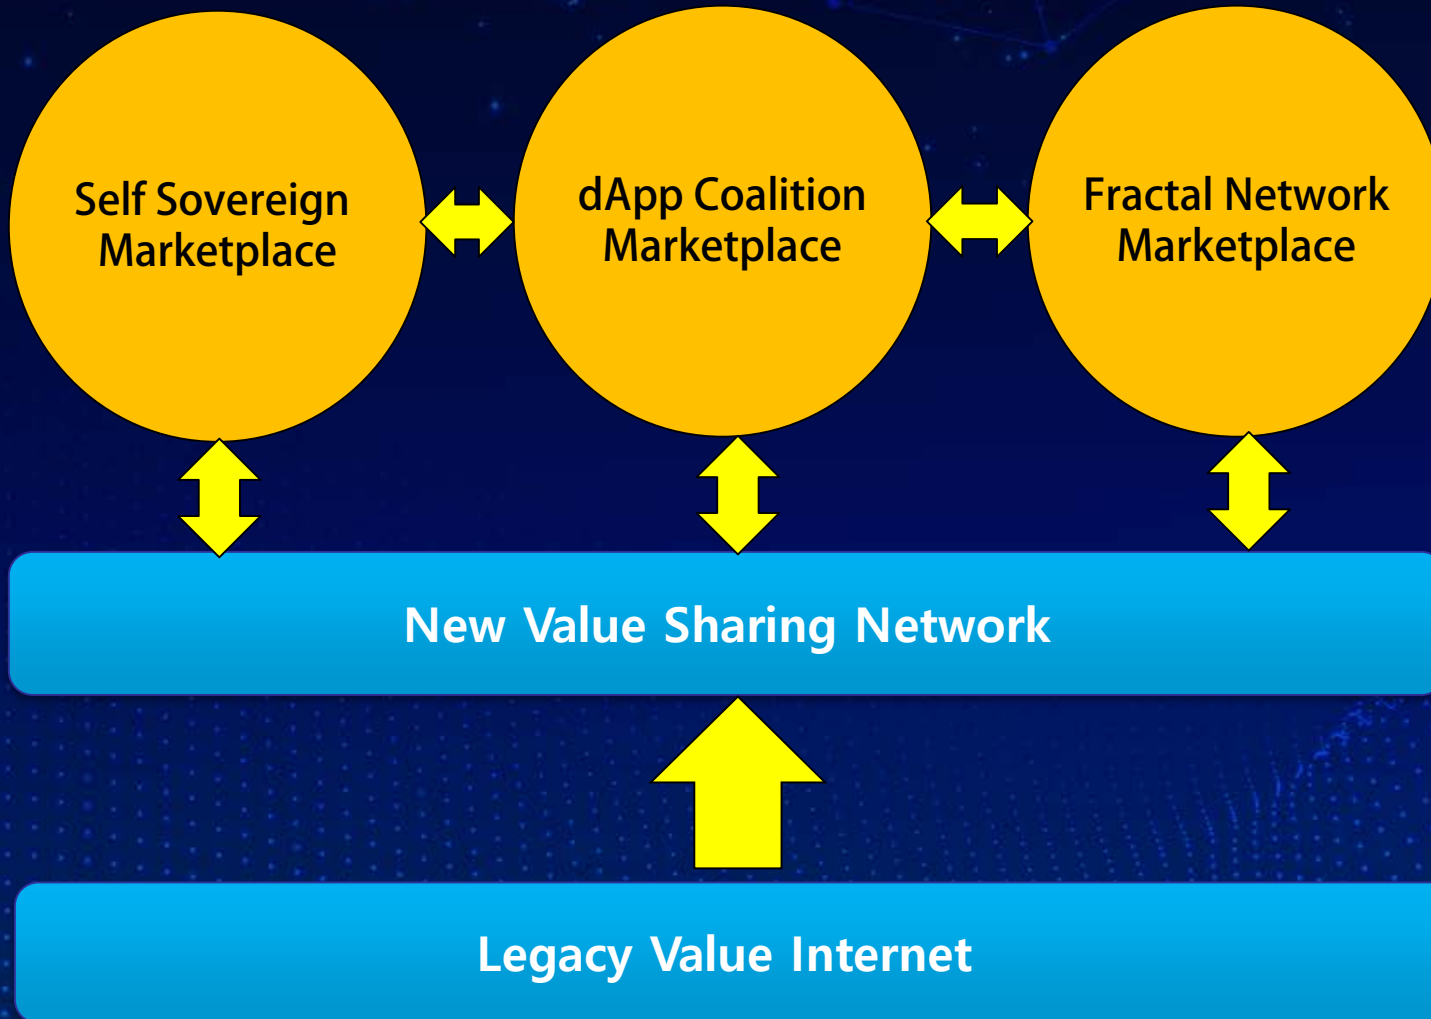 Self Sovereign
Marketplace
dApp Coalition
Marketplace
Fractal Network
Marketplace
New Value Sharing Network
Legacy Value Internet